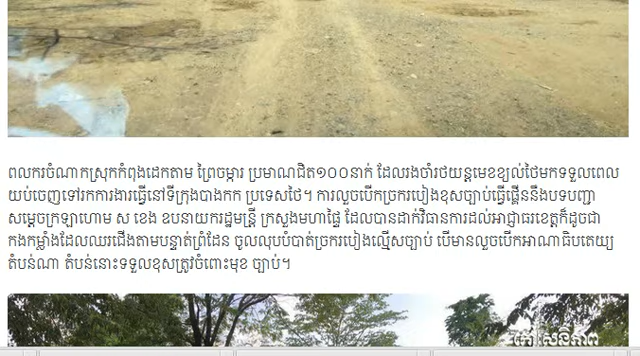 ពលករចំណាកស្រុកកំពុងដេកតាម ព្រៃចម្ការ ប្រមាណជិត១០០នាក់ ដែលរងចាំរថយន្តមេខ្យល់ថៃមកទទួលពេល
យប់ចេញទៅរកការងារធ្វើនៅទីក្រុងបាងកក ប្រទេសថៃ។ ការលួចបើកច្រករបៀងខុសច្បាប់ធ្វើផ្គើននឹងបទបញ្ជា
សម្តេចក្រឡាហោម ស ខេង ឧបនាយករដ្ឋមន្ត្រី ក្រសួងមហាផ្ទៃ ដែលបានដាក់វិធានការដល់អាជ្ញាធរខេត្តក៏ដូចជា
កងកម្លាំងដែលឈរជើងតាមបន្ទាត់ព្រំដែន ចូលលុបបំបាត់ច្រករបៀងល្មើសច្បាប់ បើមានលួចបើកអាណាធិបតេយ្យ
តំបន់ណា តំបន់នោះទទួលខុសត្រូវចំពោះមុខ ច្បាប់។